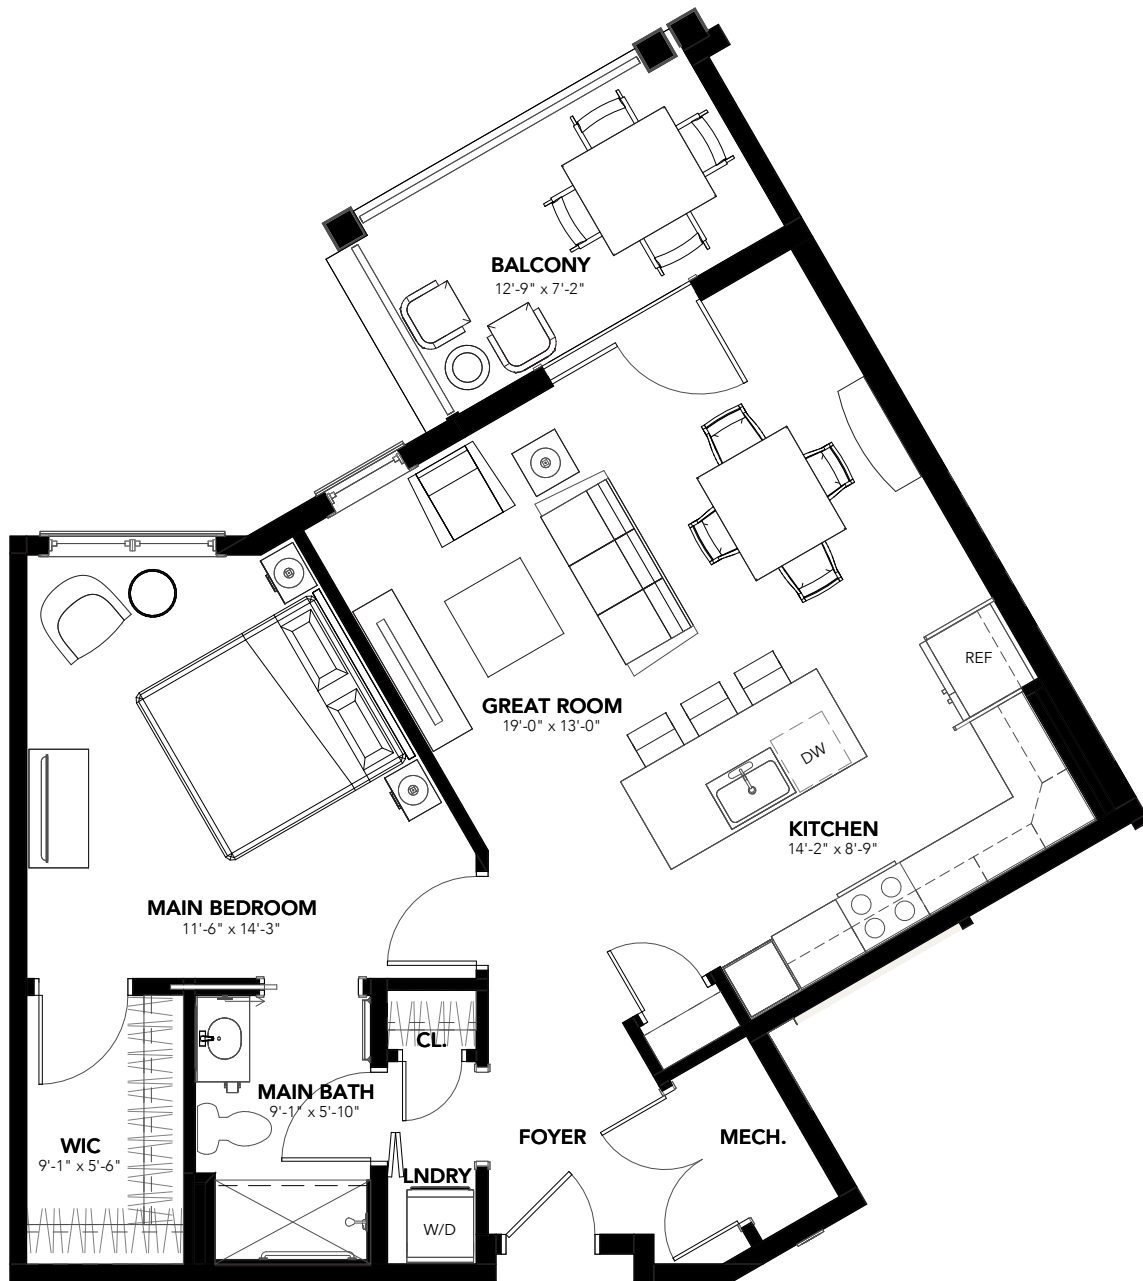 BALCONY
12'-9" x 7'-2"
REF
GREAT ROOM
19'-0" x 13'-0"
DW
KITCHEN
14'-2" x 8'-9"
MAIN BEDROOM
11'-6" x 14'-3"
CL.
MAIN BATH
9'-1" x 5'-10"
WIC
9'-1" x 5'-6"
FOYER
MECH.
LNDRY
W/D